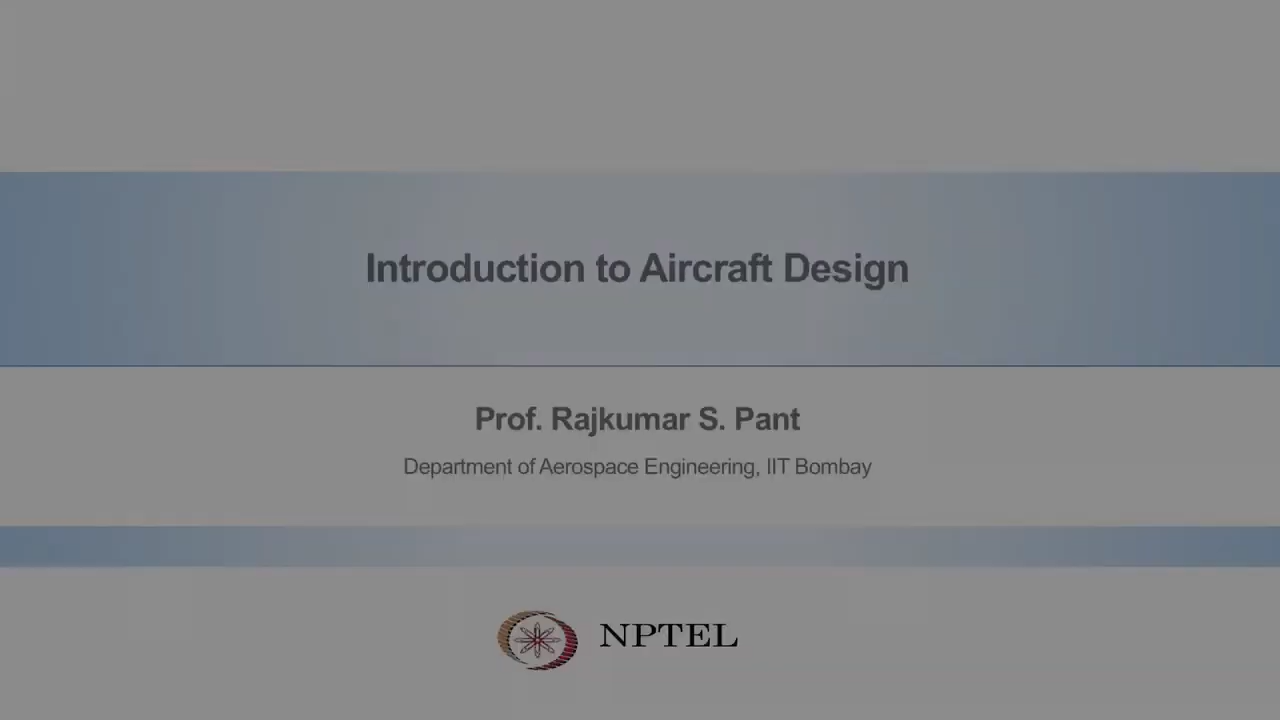 Introduction to Aircraft Design
Prof. Rajkumar S. Pant
Department of Aerospace Engineering, IIT Bombay
NPTEL